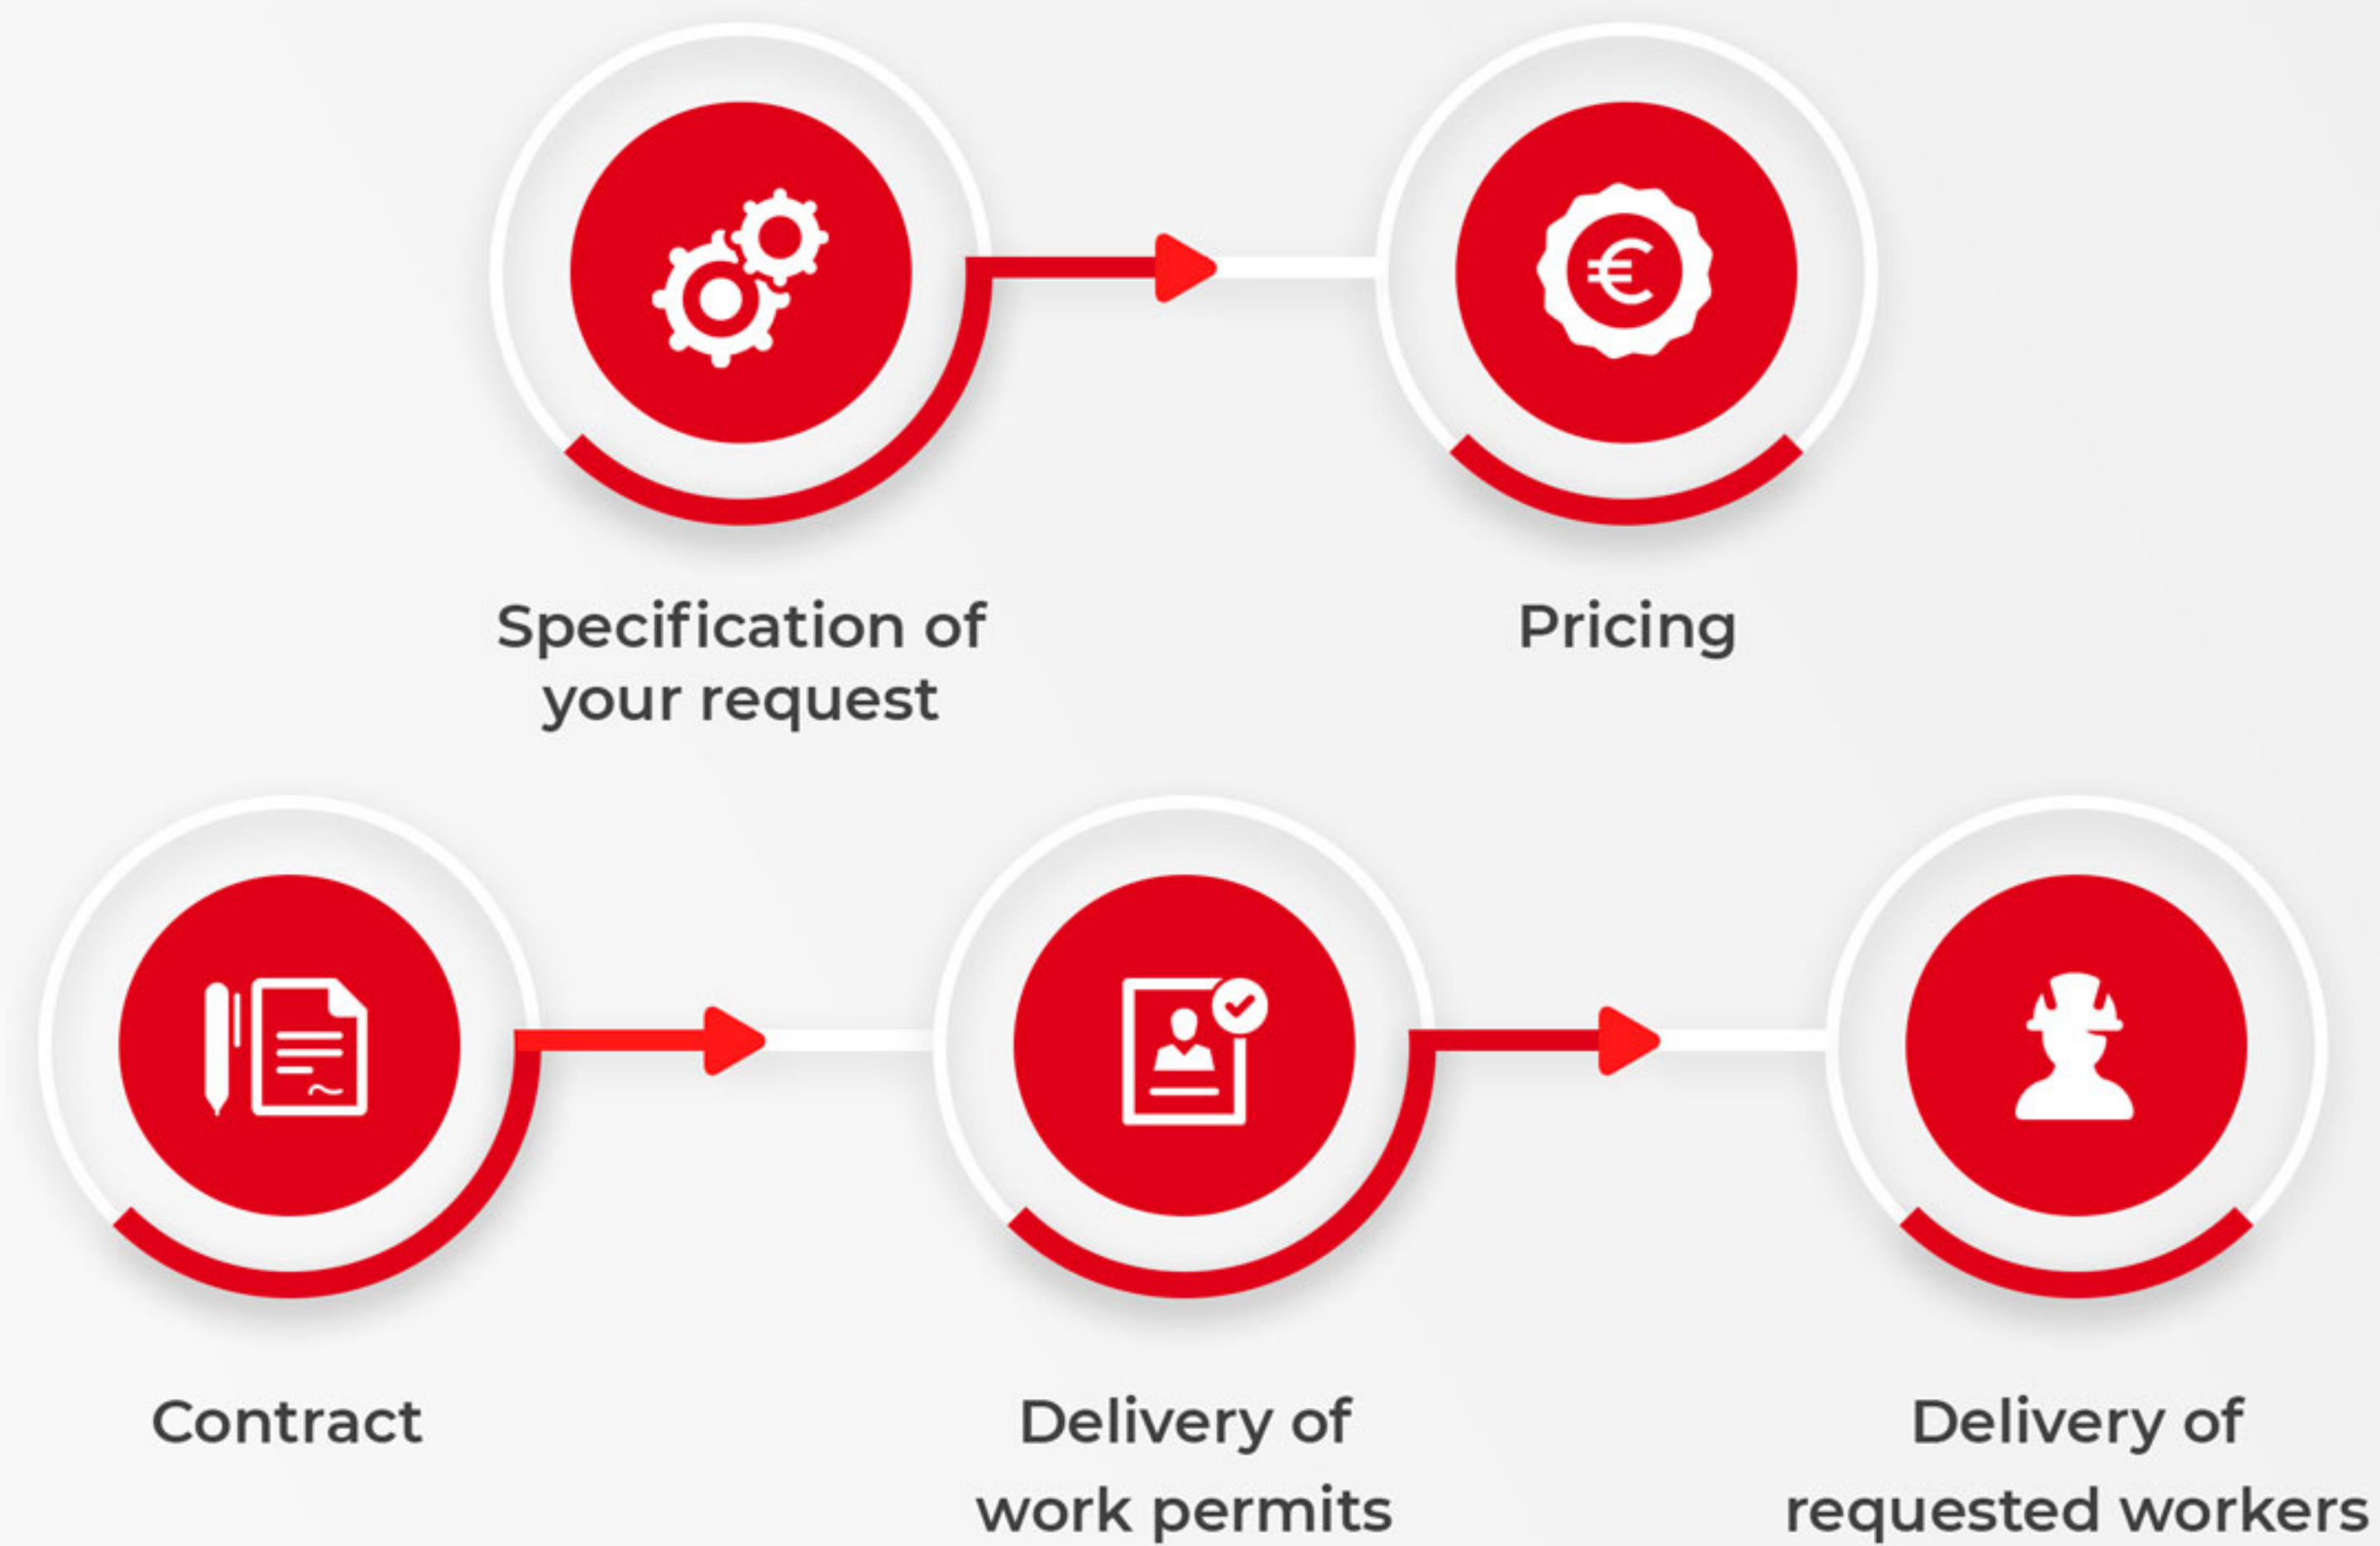 Specification of
your request
Pricing
Contract
Delivery of
work permits
Delivery of
requested workers